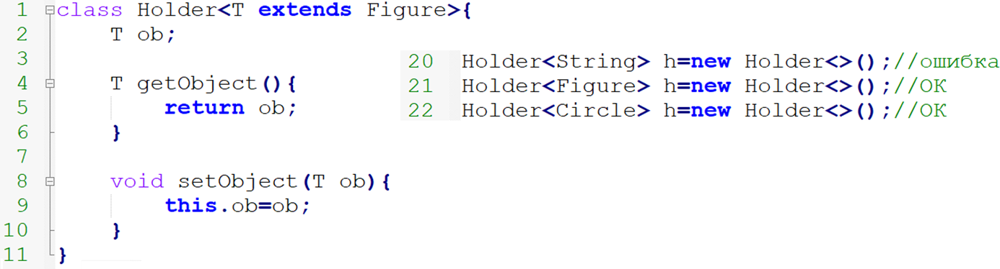 1 class Holder<T extends Figure>{
2 T ob;
3
4 T getObject(){
5 return ob;
6 }
7
8 void setObject(T ob){
9 this.ob=ob;
10 }
11 }
20 Holder<String> h=new Holder<>();//ошибка
21 Holder<Figure> h=new Holder<>();//ОК
22 Holder<Circle> h=new Holder<>();//ОК